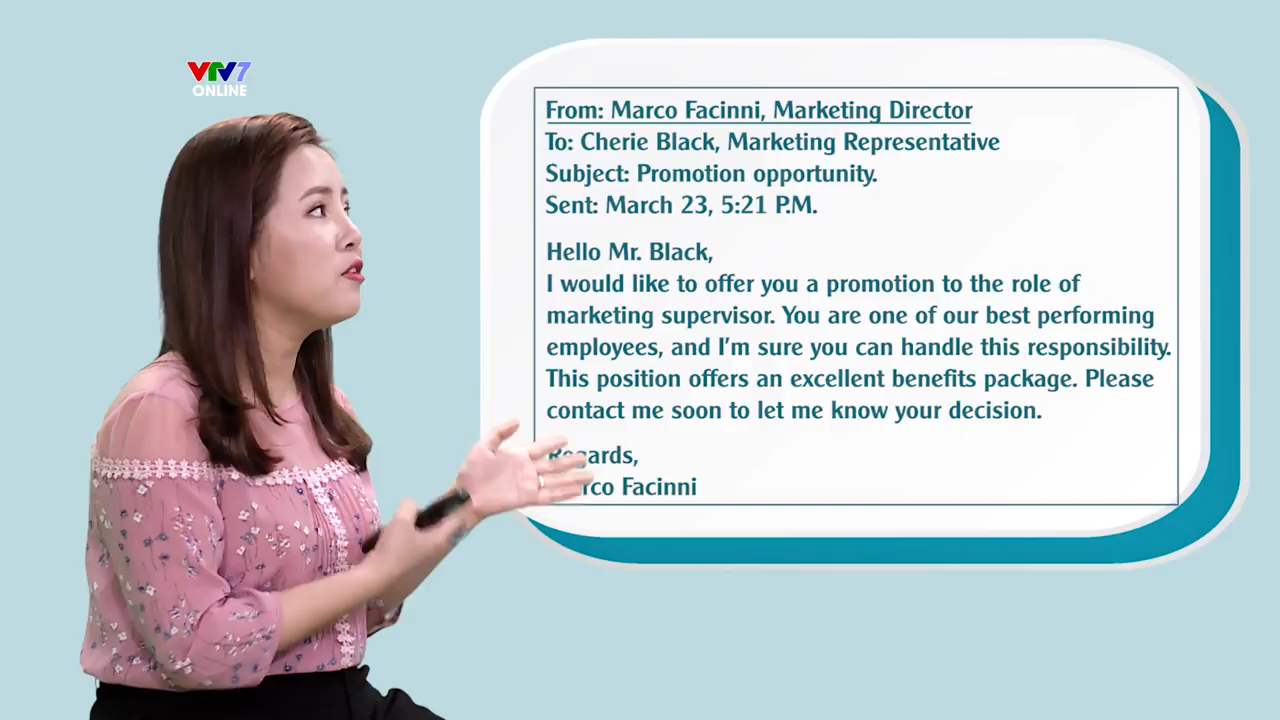 VTV7
ONLINE
From: Marco Facinni, Marketing Director
To: Cherie Black, Marketing Representative
Subject: Promotion opportunity.
Sent: March 23, 5:21 P.M.
Hello Mr. Black,
I would like to offer you a promotion to the role of
marketing supervisor. You are one of our best performing
employees, and I'm sure you can handle this responsibility.
This position offers an excellent benefits package. Please
contact me soon to let me know your decision.
Regards,
Marco Facinni